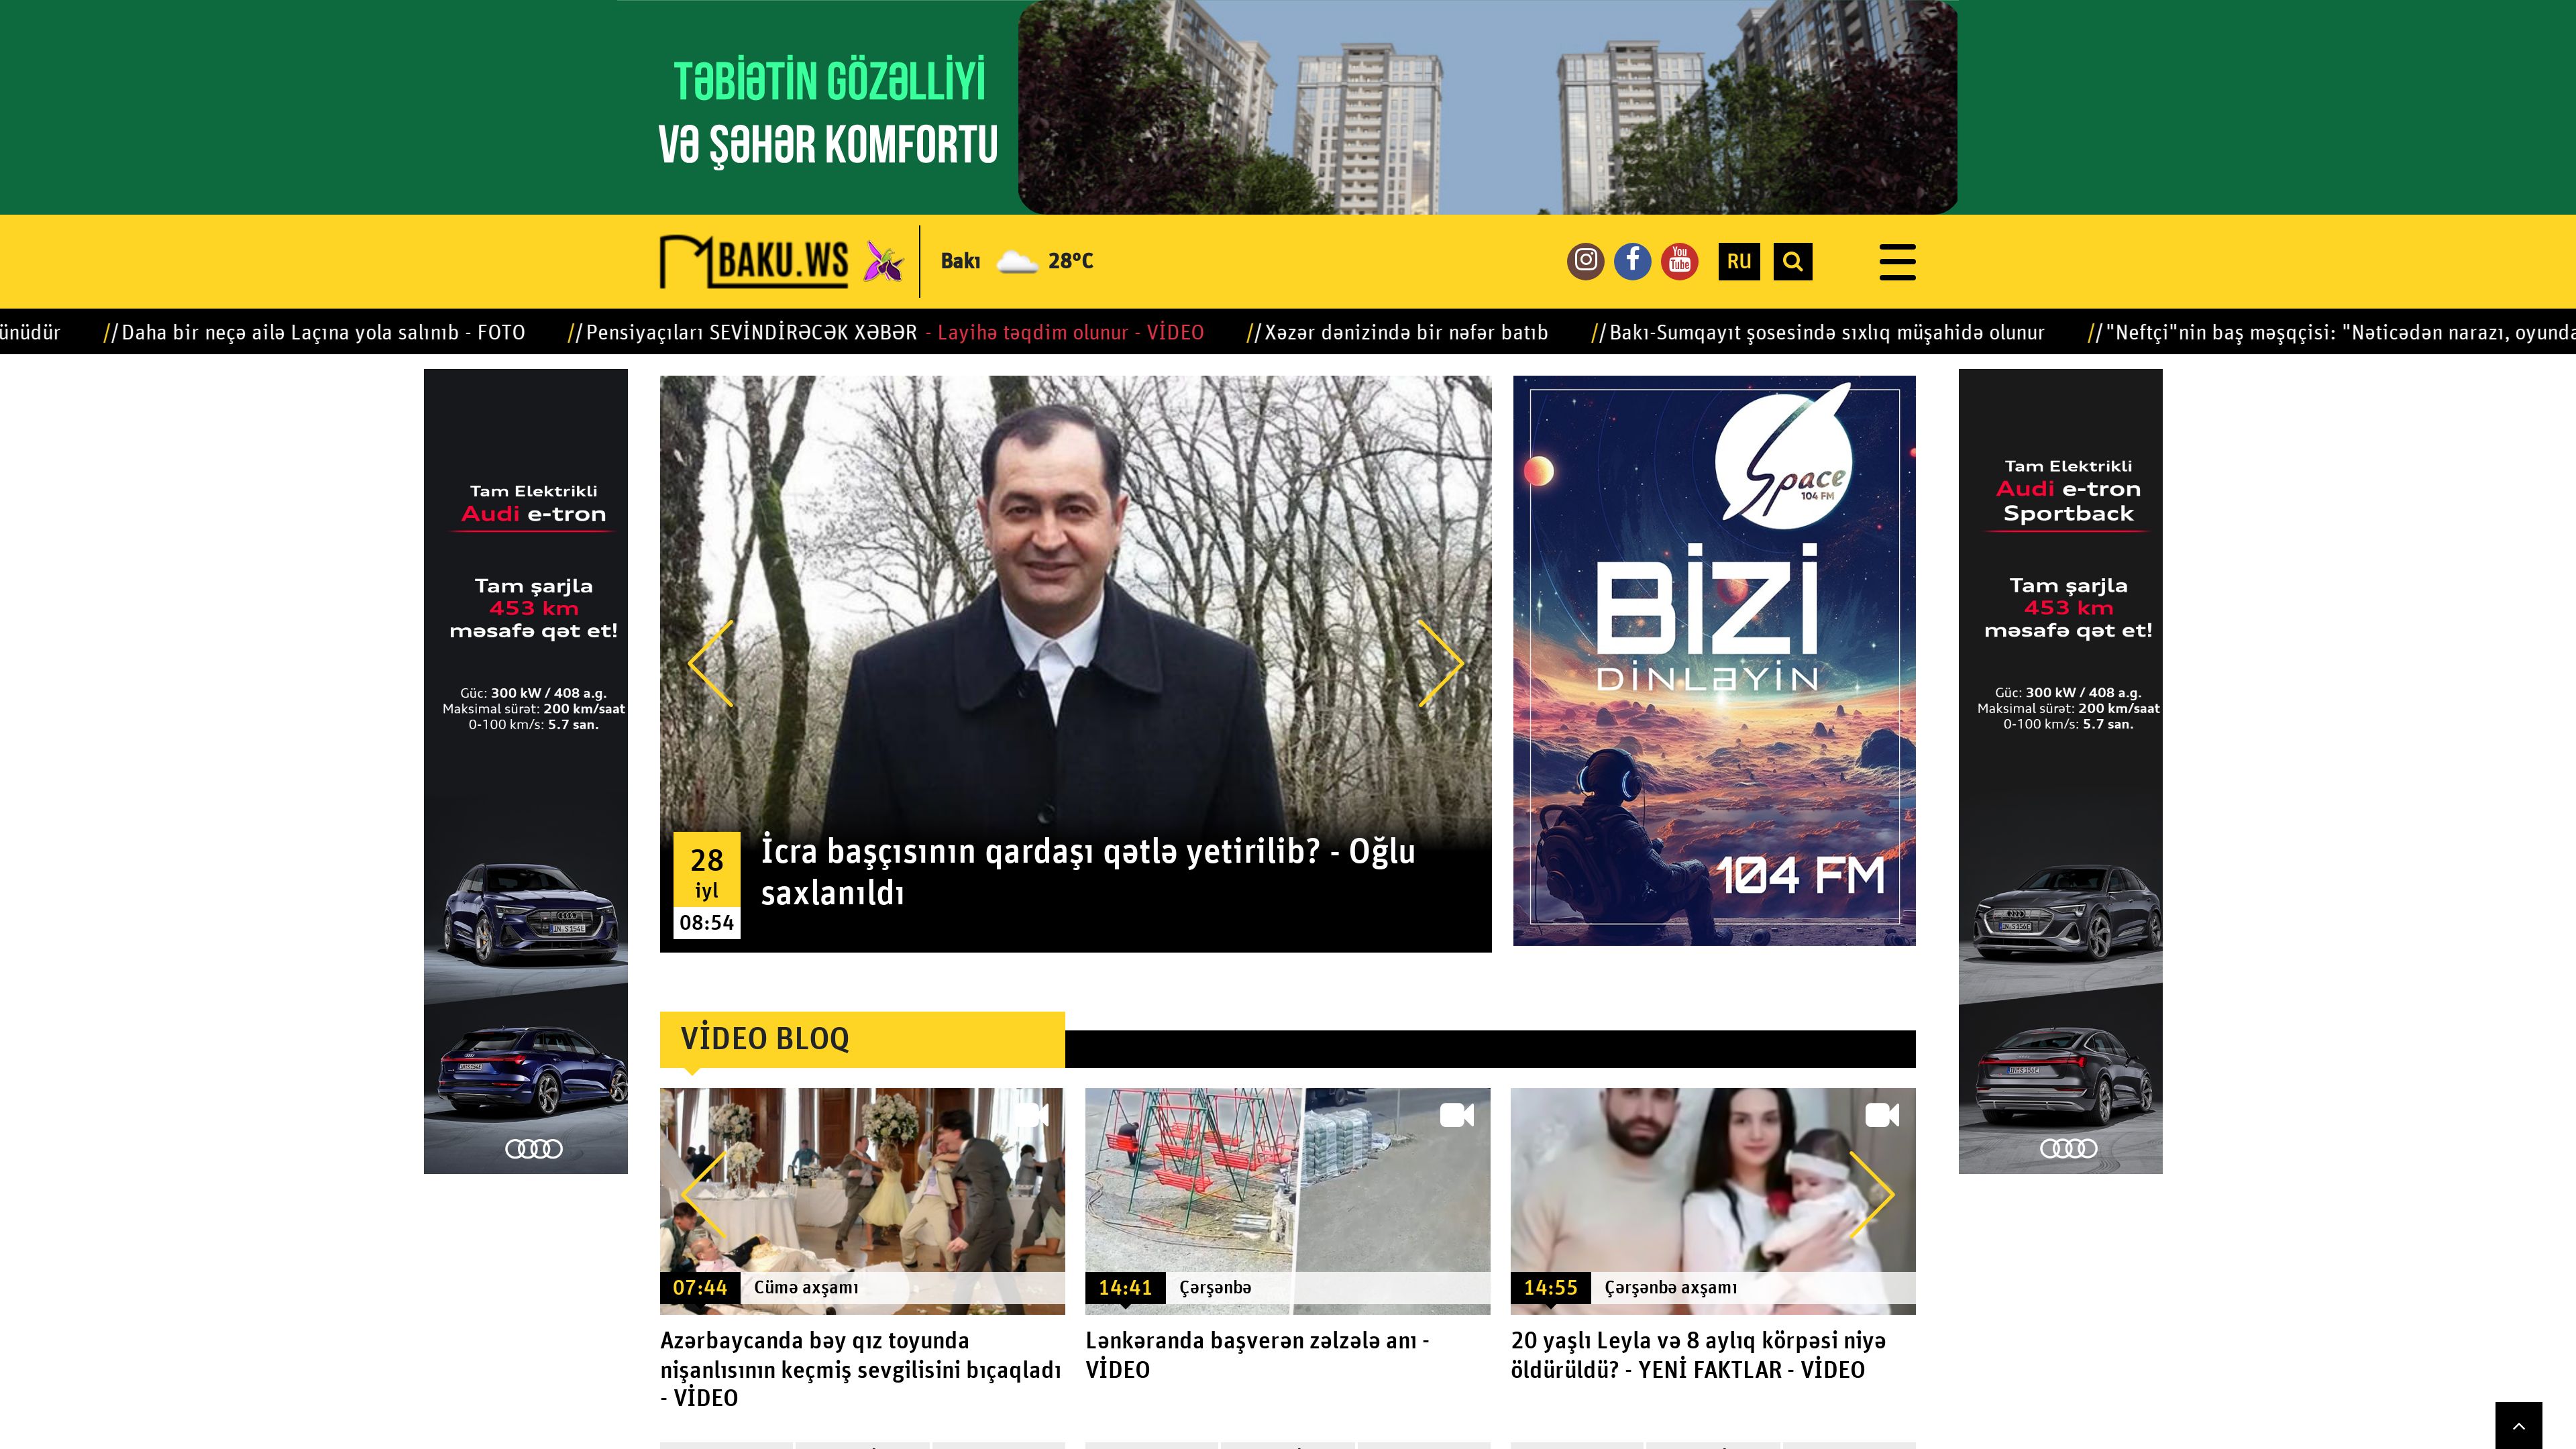 TƏBİƏTİN GÖZƏLLİYİ
VƏ ŞƏHƏR KOMFORTU
BAKU.WS
Bakı 28°C
You Tube
RU
ünüdür // Daha bir neçə ailə Laçına yola salınıb - FOTO // Pensiyaçıları SEVİNDİRƏCƏK XƏBƏR - Layihə təqdim olunur - VİDEO // Xəzər dənizində bir nəfər batıb // Bakı-Sumqayıt şosesində sıxlıq müşahidə olunur // "Neftçi"nin baş məşqçisi: "Nəticədən narazı, oyunda
Tam Elektrikli
Audi e-tron
Tam şarjla
453 km
məsafə qət et!
Güc: 300 kW / 408 a.g.
Maksimal sürət: 200 km/saat
0-100 km/s: 5.7 san.
28
iyl
08:54
İcra başçısının qardaşı qətlə yetirilib? - Oğlu
saxlanıldı
Space
104 FM
BİZİ
DİNLƏYİN
104 FM
Tam Elektrikli
Audi e-tron
Sportback
Tam şarjla
453 km
məsafə qət et!
Güc: 300 kW / 408 a.g.
Maksimal sürət: 200 km/saat
0-100 km/s: 5.7 san.
VİDEO BLOQ
07:44 Cümə axşamı
Azərbaycanda bəy qız toyunda
nişanlısının keçmiş sevgilisini bıçaqladı
- VİDEO
14:41 Çərşənbə
Lənkəranda başverən zəlzələ anı -
VİDEO
14:55 Çərşənbə axşamı
20 yaşlı Leyla və 8 aylıq körpəsi niyə
öldürüldü? - YENİ FAKTLAR - VİDEO